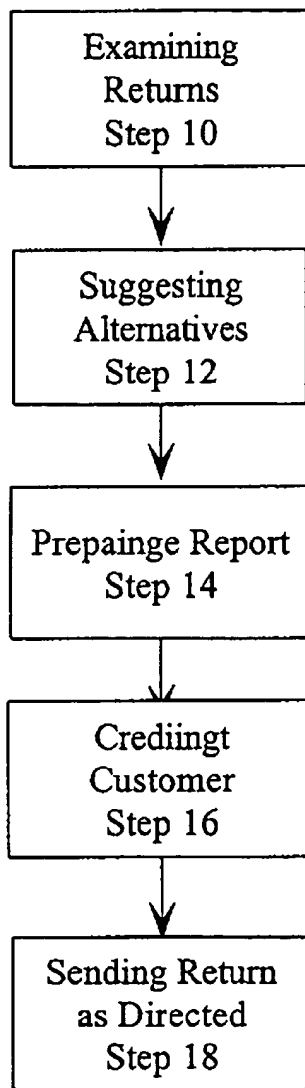 Examining
Returns
Step 10
Suggesting
Alternatives
Step 12
Prepainge Report
Step 14
Crediingt
Customer
Step 16
Sending Return
as Directed
Step 18